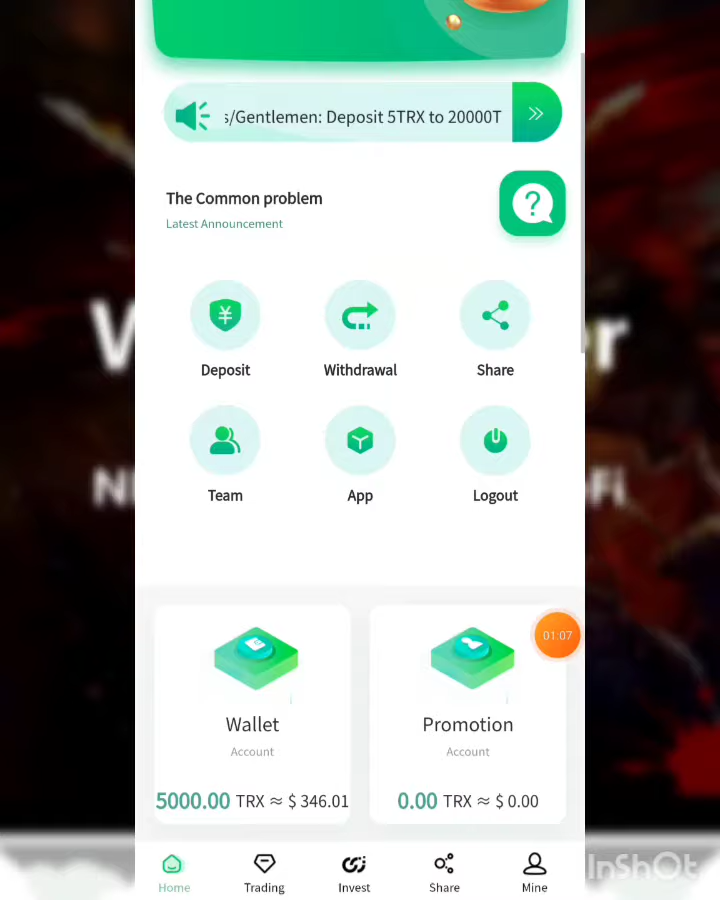 s/Gentlemen: Deposit 5TRX to 20000T
The Common problem
Latest Announcement
Deposit
Withdrawal
Share
Team
App
Logout
01:07
Wallet
Promotion
Account
Account
5000.00 TRX ≈ $ 346.01
0.00 TRX ≈ $ 0.00
Home
Trading
Invest
Share
Mine
InShOt